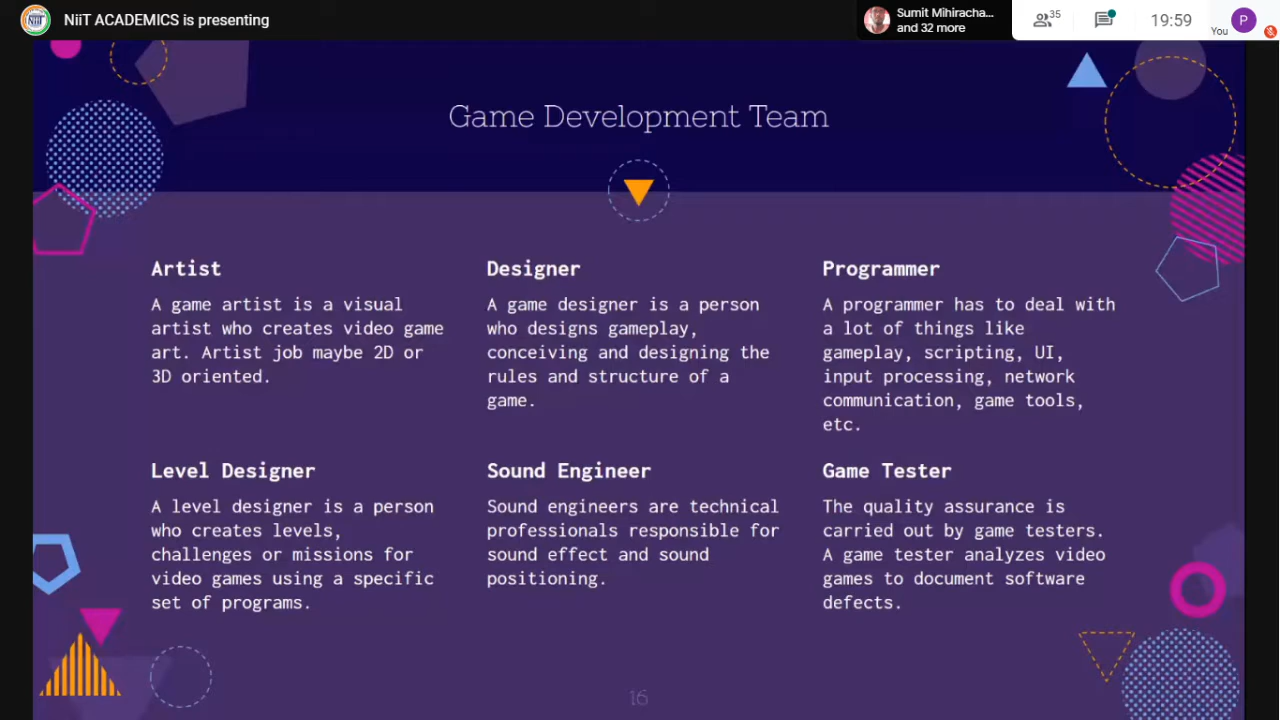 NiiT ACADEMICS is presenting
Sumit Mihiracha...
and 32 more
35
19:59
You
P
Game Development Team
Artist
A game artist is a visual
artist who creates video game
art. Artist job maybe 2D or
3D oriented.
Designer
A game designer is a person
who designs gameplay,
conceiving and designing the
rules and structure of a
game.
Programmer
A programmer has to deal with
a lot of things like
gameplay, scripting, UI,
input processing, network
communication, game tools,
etc.
Level Designer
A level designer is a person
who creates levels,
challenges or missions for
video games using a specific
set of programs.
Sound Engineer
Sound engineers are technical
professionals responsible for
sound effect and sound
positioning.
Game Tester
The quality assurance is
carried out by game testers.
A game tester analyzes video
games to document software
defects.
16